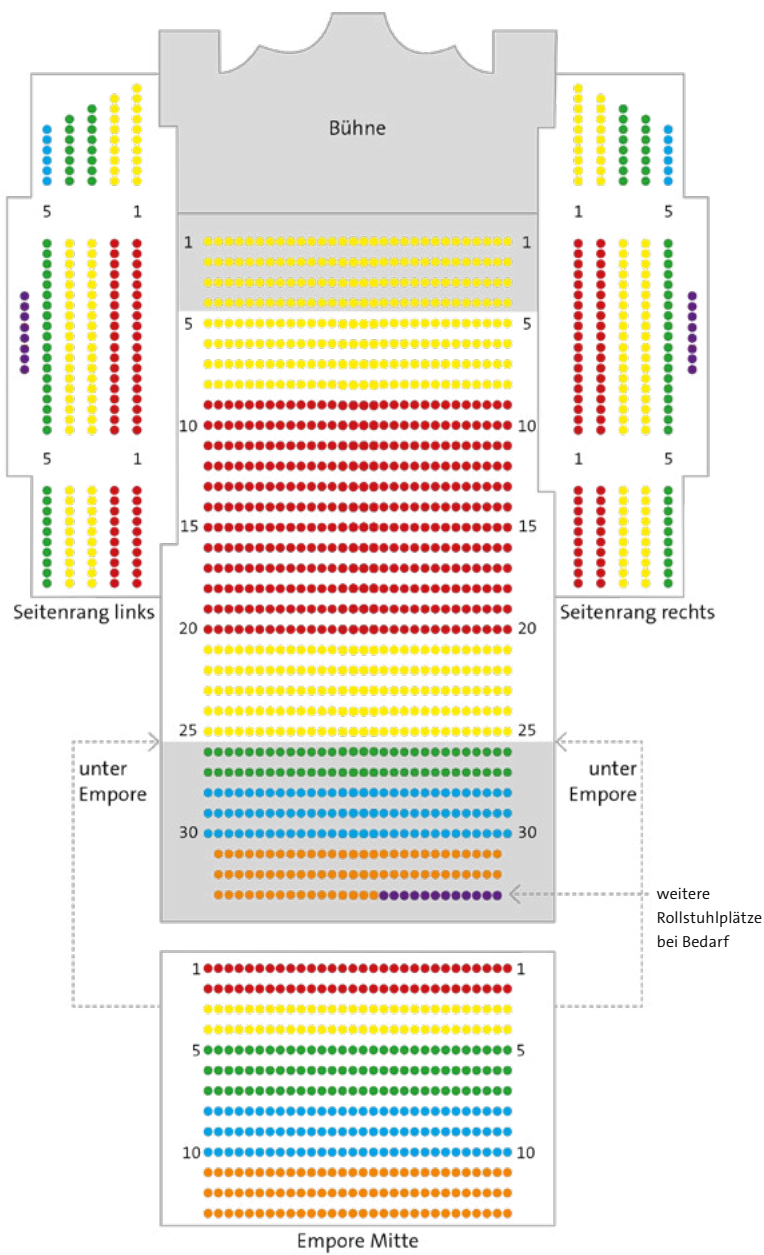 Bühne
5 1
1 5
1 1
5 5
10 10
5 1
1 5
15 15
Seitenrang links
Seitenrang rechts
20 20
25 25
unter
Empore
unter
Empore
30 30
weitere
Rollstuhlplätze
bei Bedarf
1 1
5 5
10 10
Empore Mitte